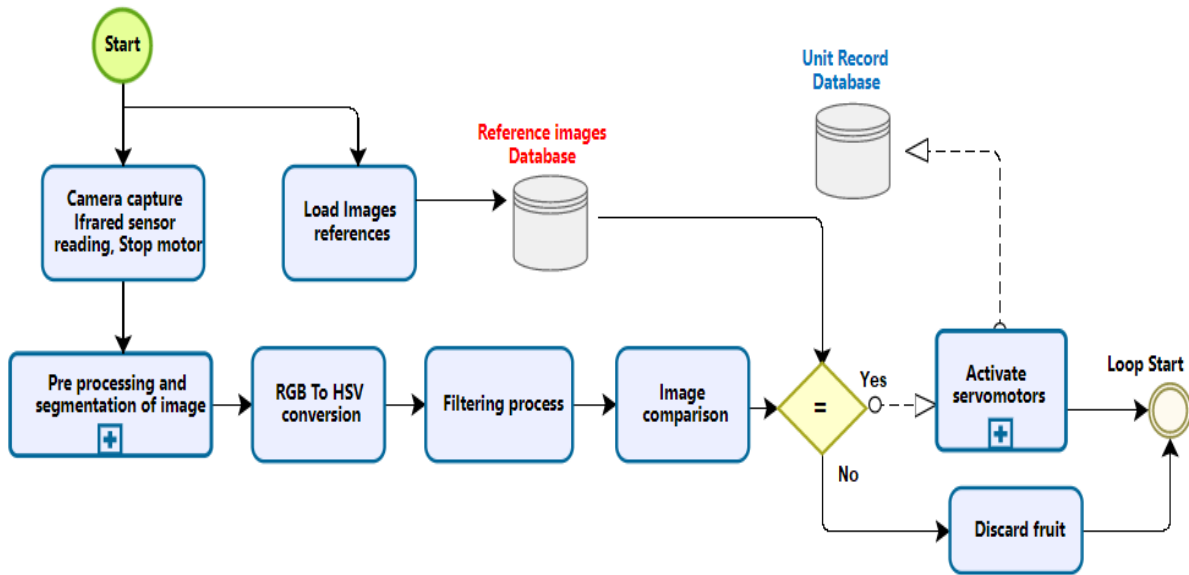 Start
Unit Record
Database
Reference images
Database
Camera capture
Ifrared sensor
reading, Stop motor
Load Images
references
Pre processing and
segmentation of image
RGB To HSV
conversion
Filtering process
Image
comparison
=
Yes
No
Activate
servomotors
Loop Start
Discard fruit